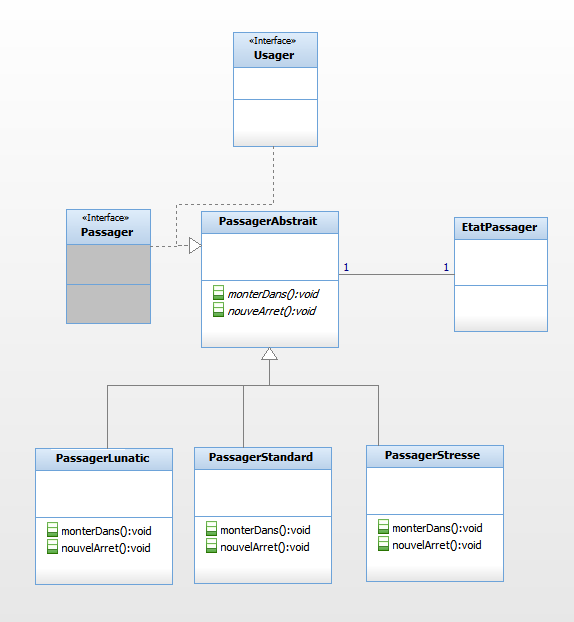 «Interface»
Usager
«Interface»
Passager
PassagerAbstrait
monterDans():void
nouveArret():void
1
1
EtatPassager
PassagerLunatic
monterDans():void
nouvelArret():void
PassagerStandard
monterDans():void
nouvelArret():void
PassagerStresse
monterDans():void
nouvelArret():void